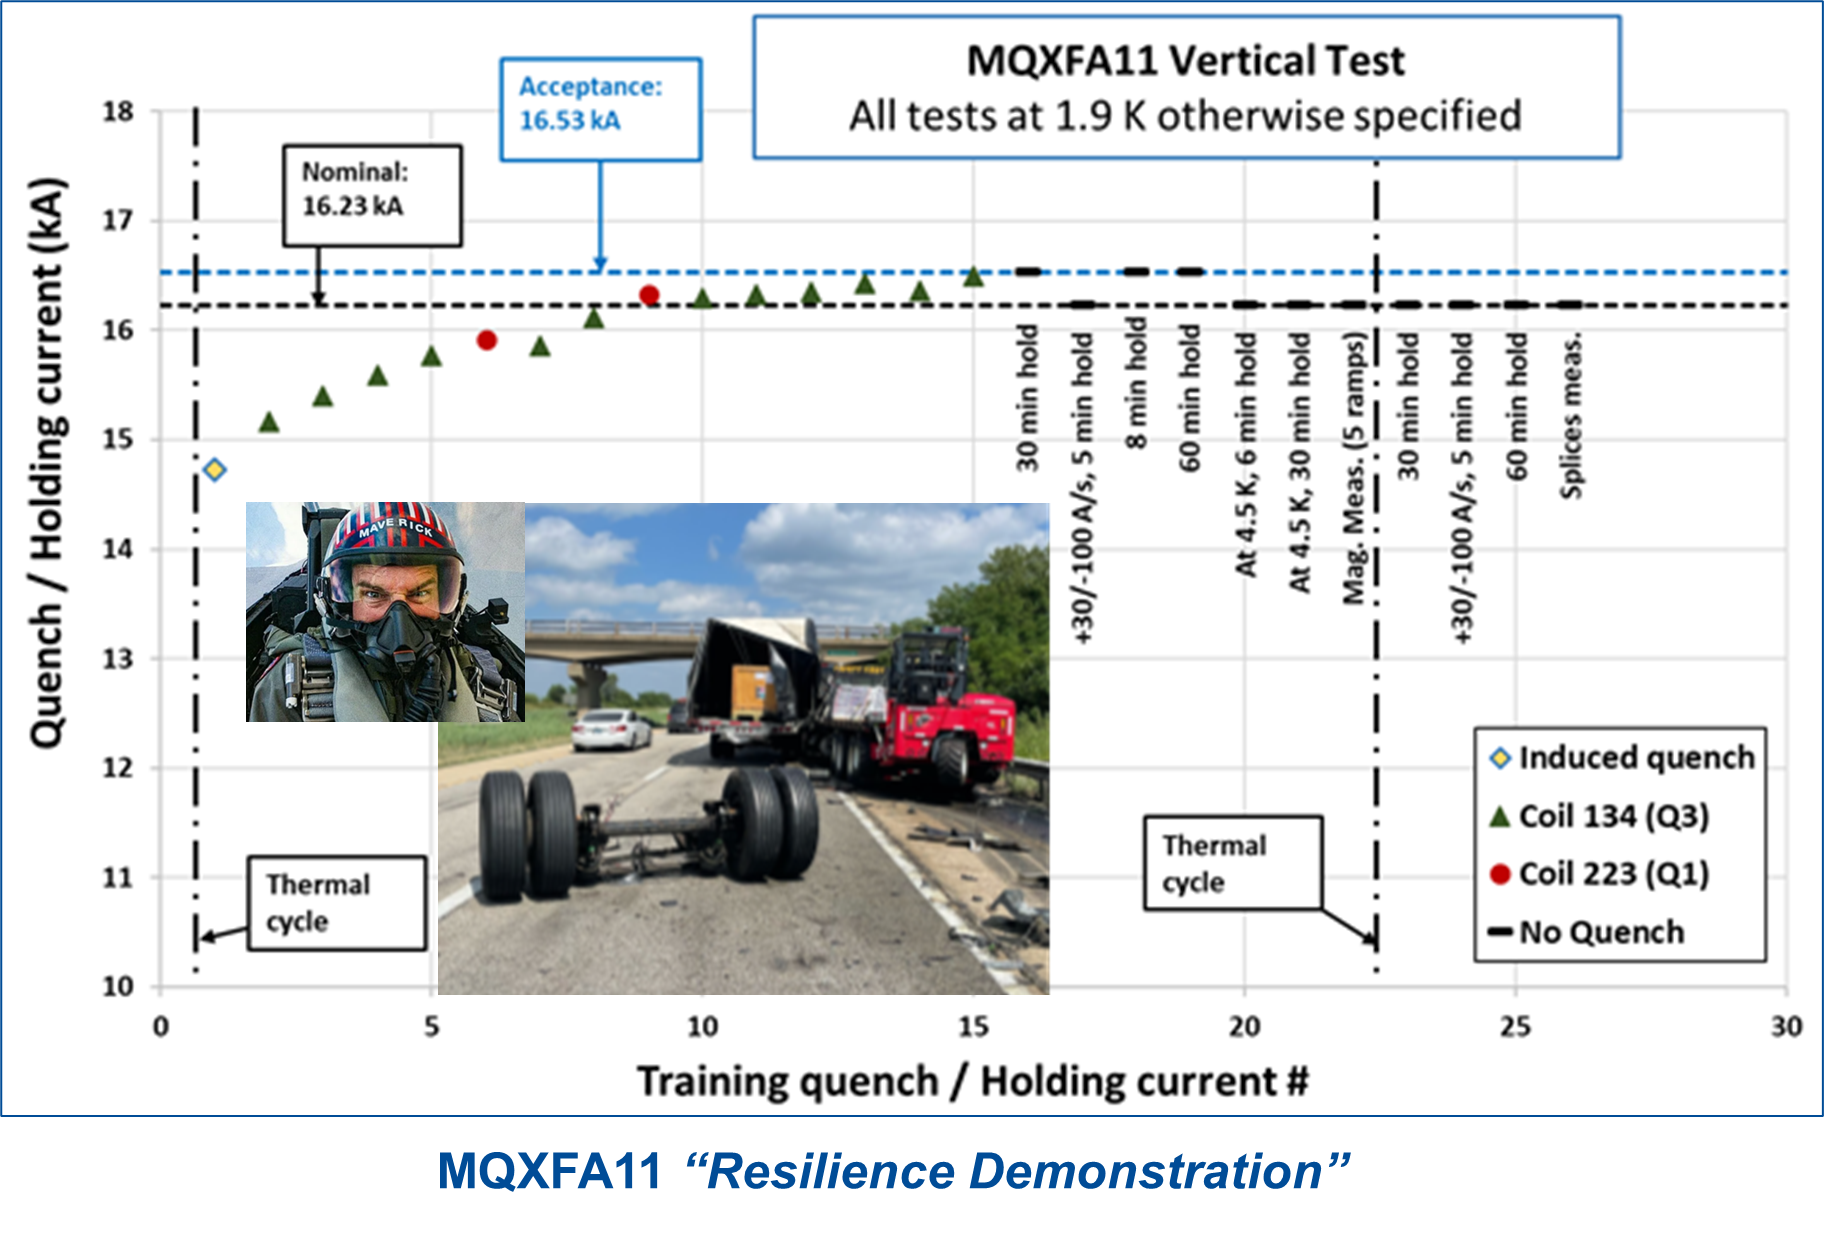 MQXFA11 Vertical Test
All tests at 1.9 K otherwise specified
Acceptance:
16.53 kA
Nominal:
16.23 kA
Quench / Holding current (kA)
18
17
16
15
14
13
12
11
10
30 min hold
+30/-100 A/s, 5 min hold
8 min hold
60 min hold
At 4.5 K, 6 min hold
At 4.5 K, 30 min hold
Mag. Meas. (5 ramps)
30 min hold
+30/-100 A/s, 5 min hold
60 min hold
Splices meas.
MAVERICK
Thermal
cycle
Thermal
cycle
Induced quench
Coil 134 (Q3)
Coil 223 (Q1)
No Quench
0 5 10 15 20 25 30
Training quench / Holding current #
MQXFA11 “Resilience Demonstration”